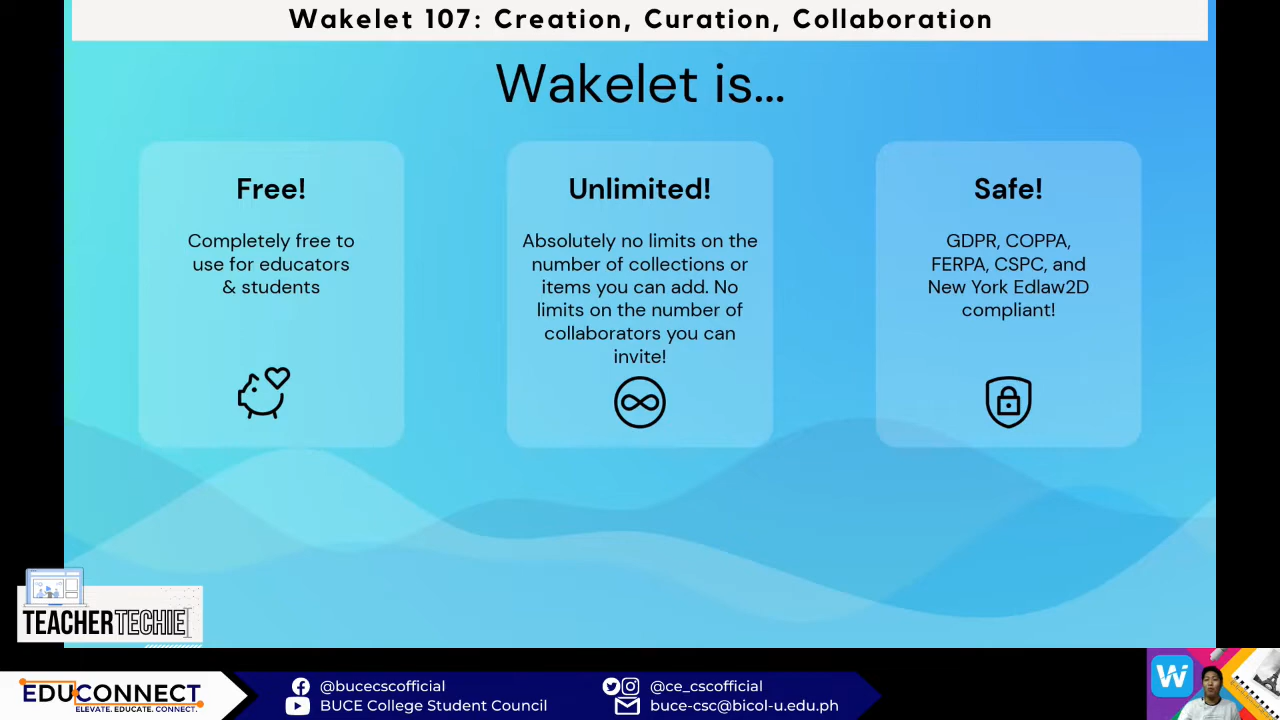 Wakelet 107: Creation, Curation, Collaboration
Wakelet is...
Free!
Completely free to
use for educators
& students
Unlimited!
Absolutely no limits on the
number of collections or
items you can add. No
limits on the number of
collaborators you can
invite!
Safe!
GDPR, COPPA,
FERPA, CSPC, and
New York Edlaw2D
compliant!
TEACHERTECHIE
EDUCONNECT
ELEVATE. EDUCATE. CONNECT.
@bucecscofficial
BUCE College Student Council
@ce_cscofficial
buce-csc@bicol-u.edu.ph
W